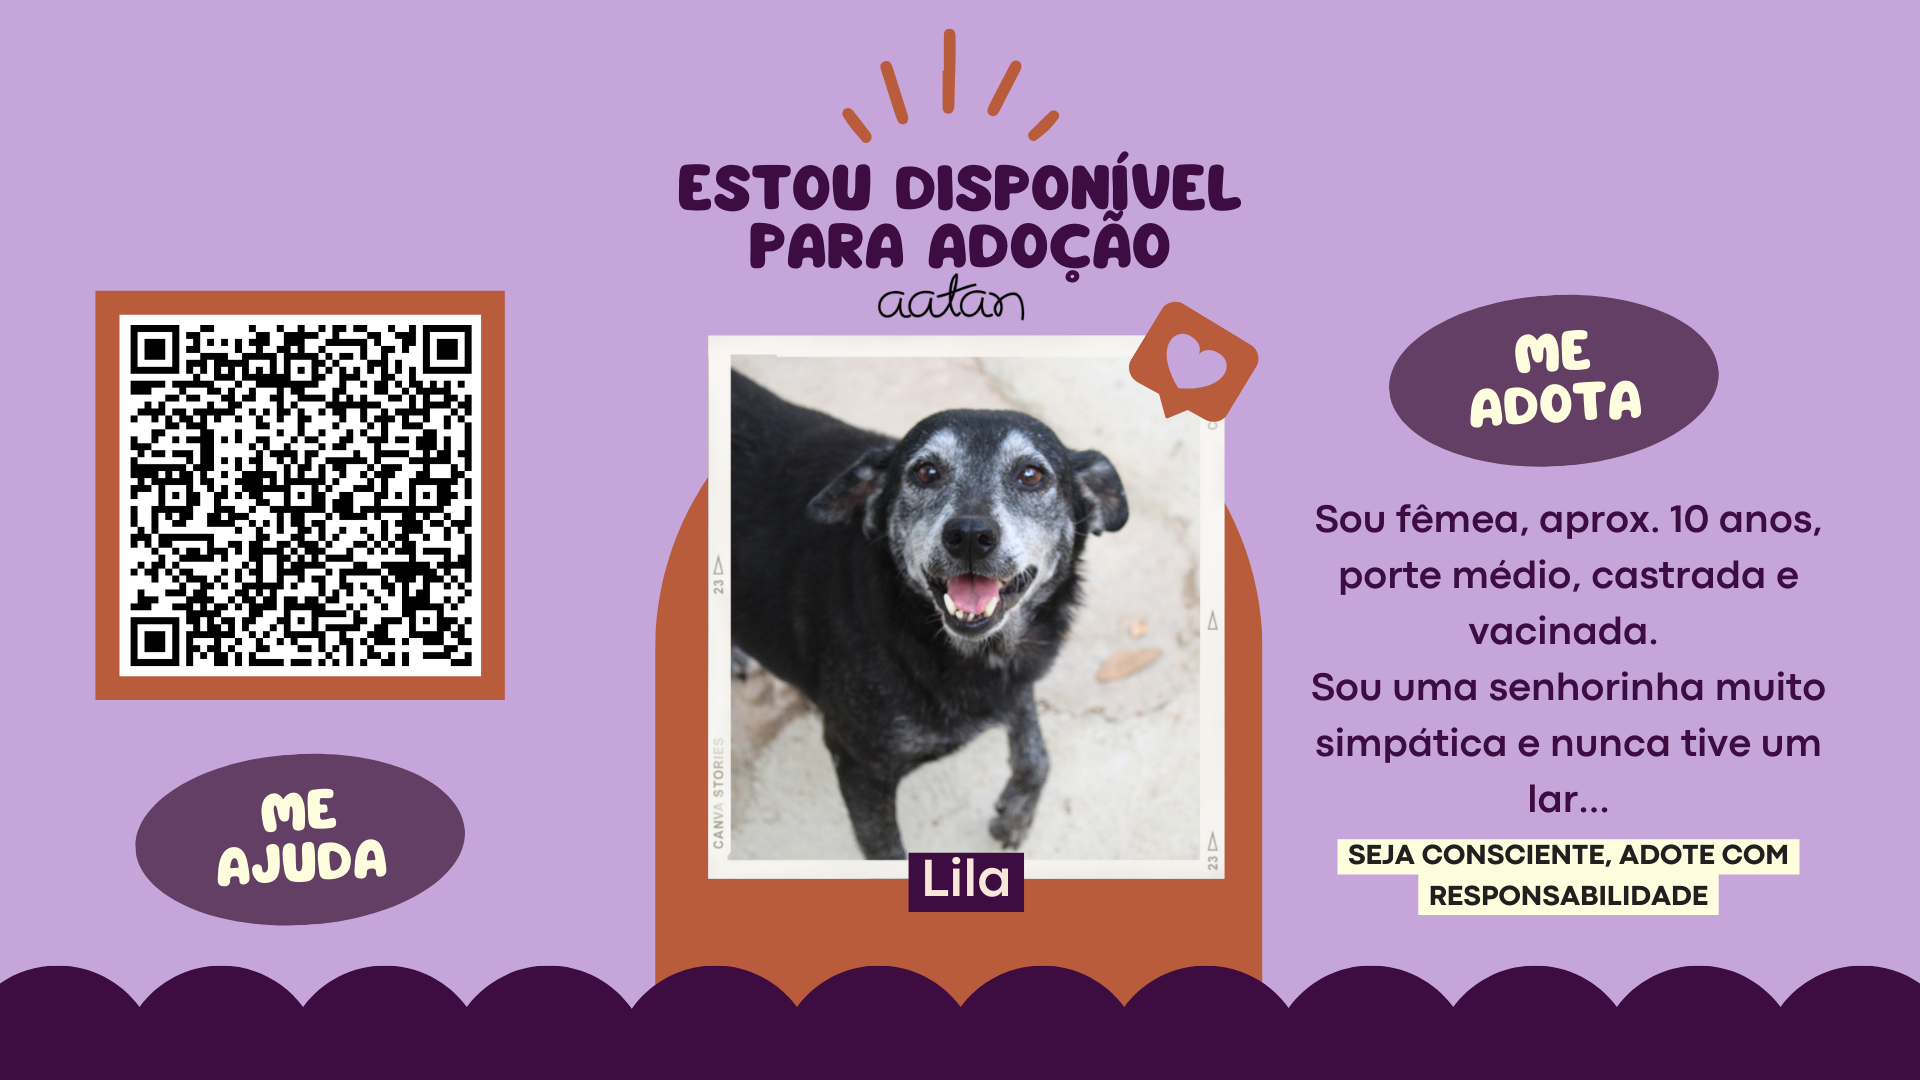 ESTOU DISPONÍVEL
PARA ADOÇÃO
aatan
ME
AJUDA
23
CANVA STORIES
23
Lila
ME
ADOTA
Sou fêmea, aprox. 10 anos,
porte médio, castrada e
vacinada.
Sou uma senhorinha muito
simpática e nunca tive um
lar...
SEJA CONSCIENTE, ADOTE COM
RESPONSABILIDADE